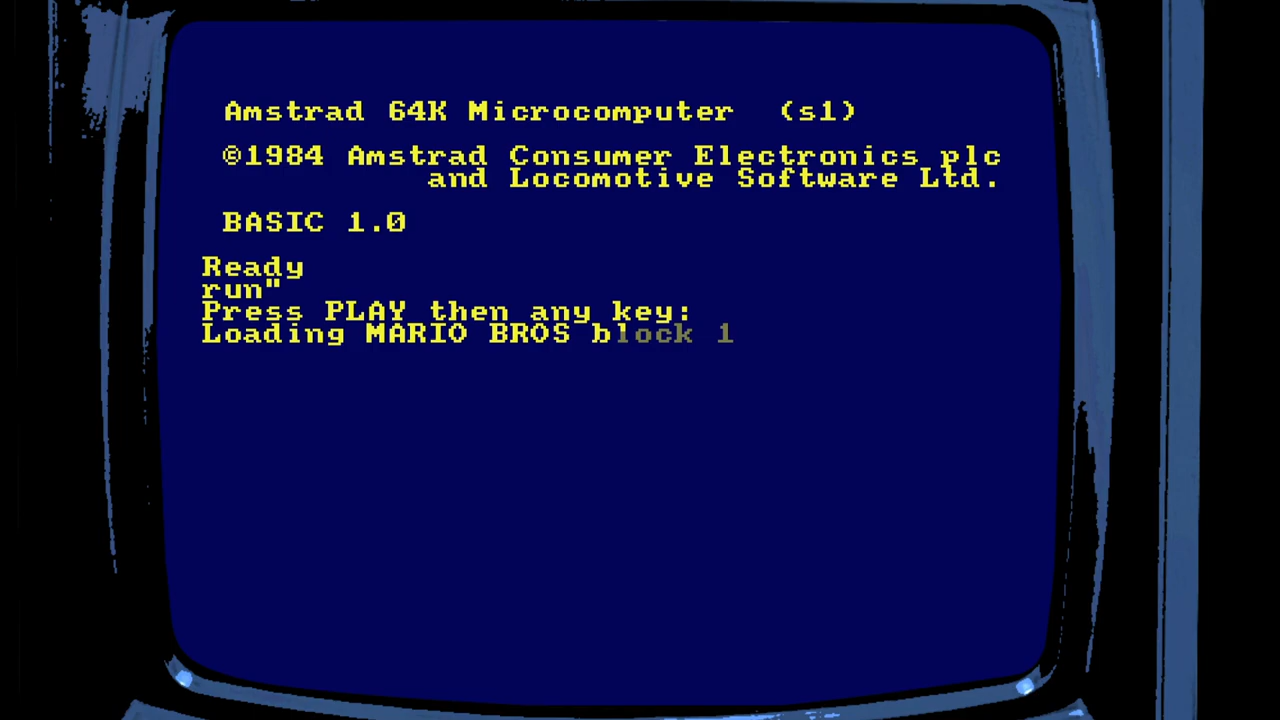 Amstrad 64K Microcomputer (s1)
©1984 Amstrad Consumer Electronics plc
and Locomotive Software Ltd.
BASIC 1.0
Ready
run"
Press PLAY then any key:
Loading MARIO BROS block 1